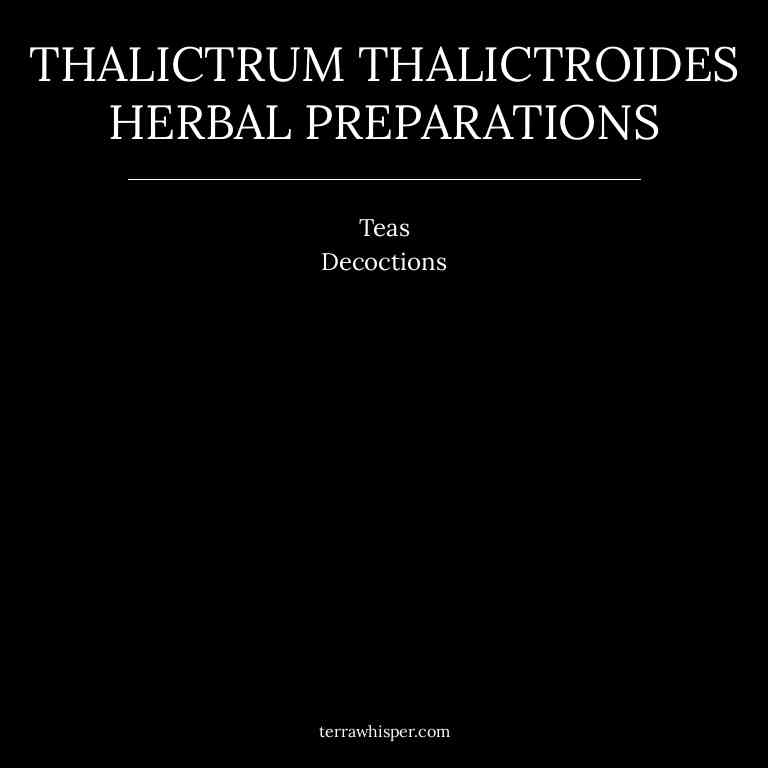 THALICTRUM THALICTROIDES
HERBAL PREPARATIONS
Teas
Decoctions
terrawhisper.com